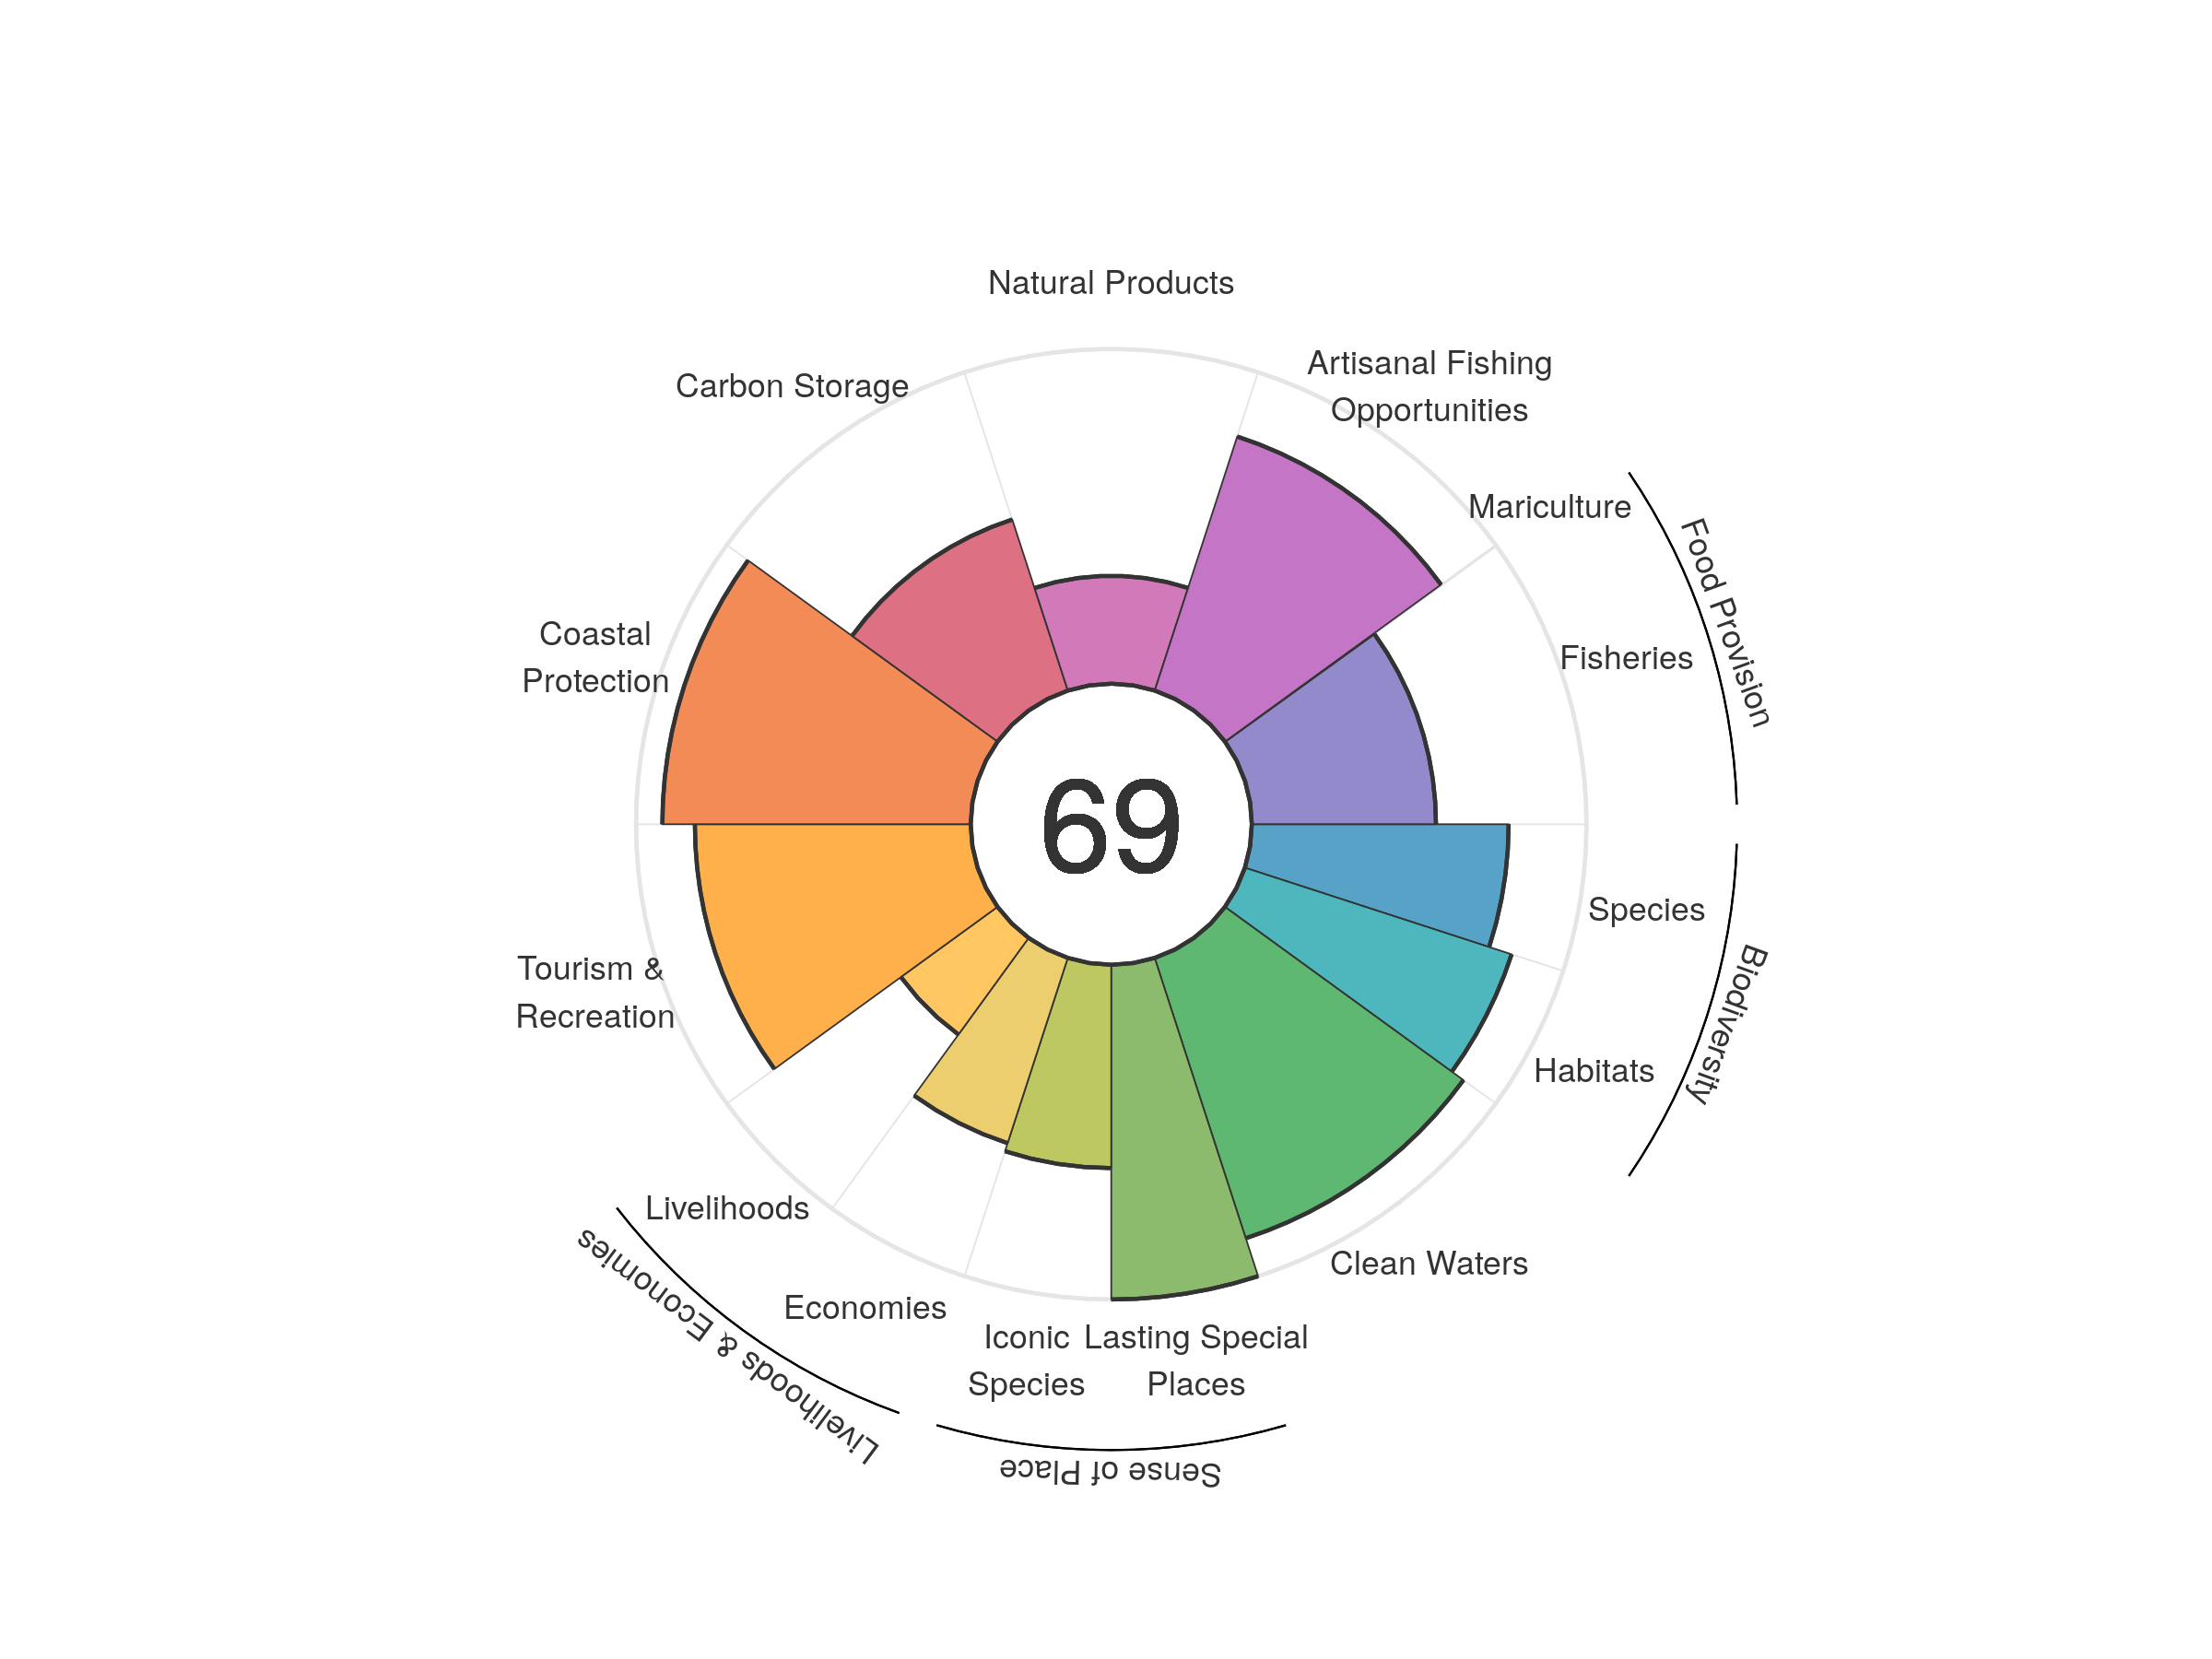 Natural Products
Artisanal Fishing
Opportunities
Carbon Storage
Mariculture
Food Provision
Fisheries
Coastal
Protection
69
Species
Biodiversity
Tourism &
Recreation
Habitats
Livelihoods
Livelihoods & Economies
Clean Waters
Economies
Iconic
Species
Lasting Special
Places
Sense of Place